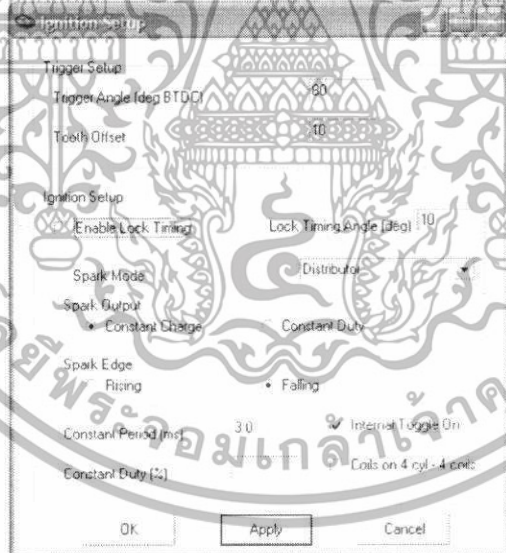 Ignition Setup
Trigger Setup
Trigger Angle (deg BTDC) 60
Tooth Offset 10
Ignition Setup
Enable Lock Timing Lock Timing Angle (deg) 10
Spark Mode Distributor
Spark Output
Constant Charge Constant Duty
Spark Edge
Rising Falling
Constant Period (ms) 3.0 Internal Toggle On
Constant Duty (%) Coils on 4 cyl - 4 coils
OK Apply Cancel